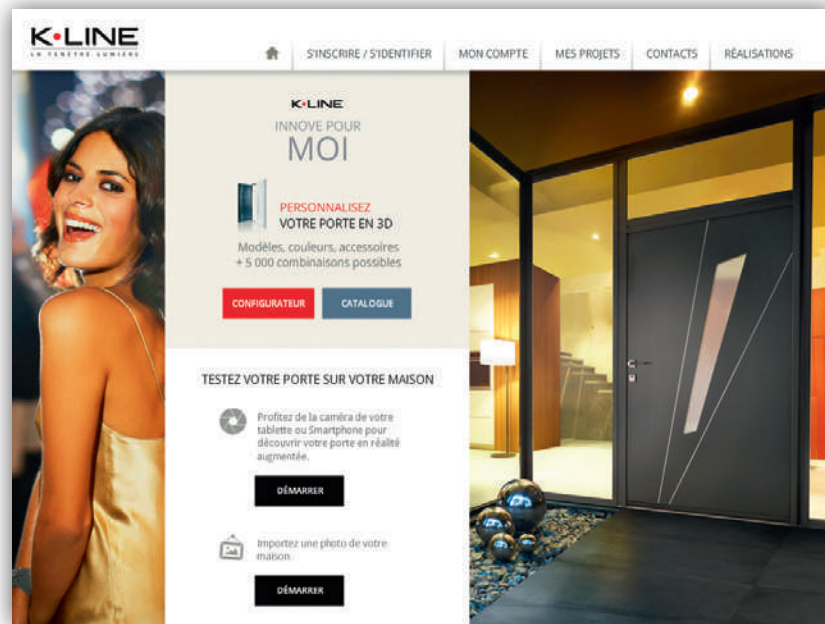 K•LINE
LA FENÊTRE LUMIÈRE
S'INSCRIRE / S'IDENTIFIER
MON COMPTE
MES PROJETS
CONTACTS
RÉALISATIONS
K•LINE
INNOVE POUR
MOI
PERSONNALISEZ
VOTRE PORTE EN 3D
Modèles, couleurs, accessoires
+ 5 000 combinaisons possibles
CONFIGURATEUR
CATALOGUE
TESTEZ VOTRE PORTE SUR VOTRE MAISON
Profitez de la caméra de votre
tablette ou Smartphone pour
découvrir votre porte en réalité
augmentée.
DÉMARRER
Importez une photo de votre
maison.
DÉMARRER